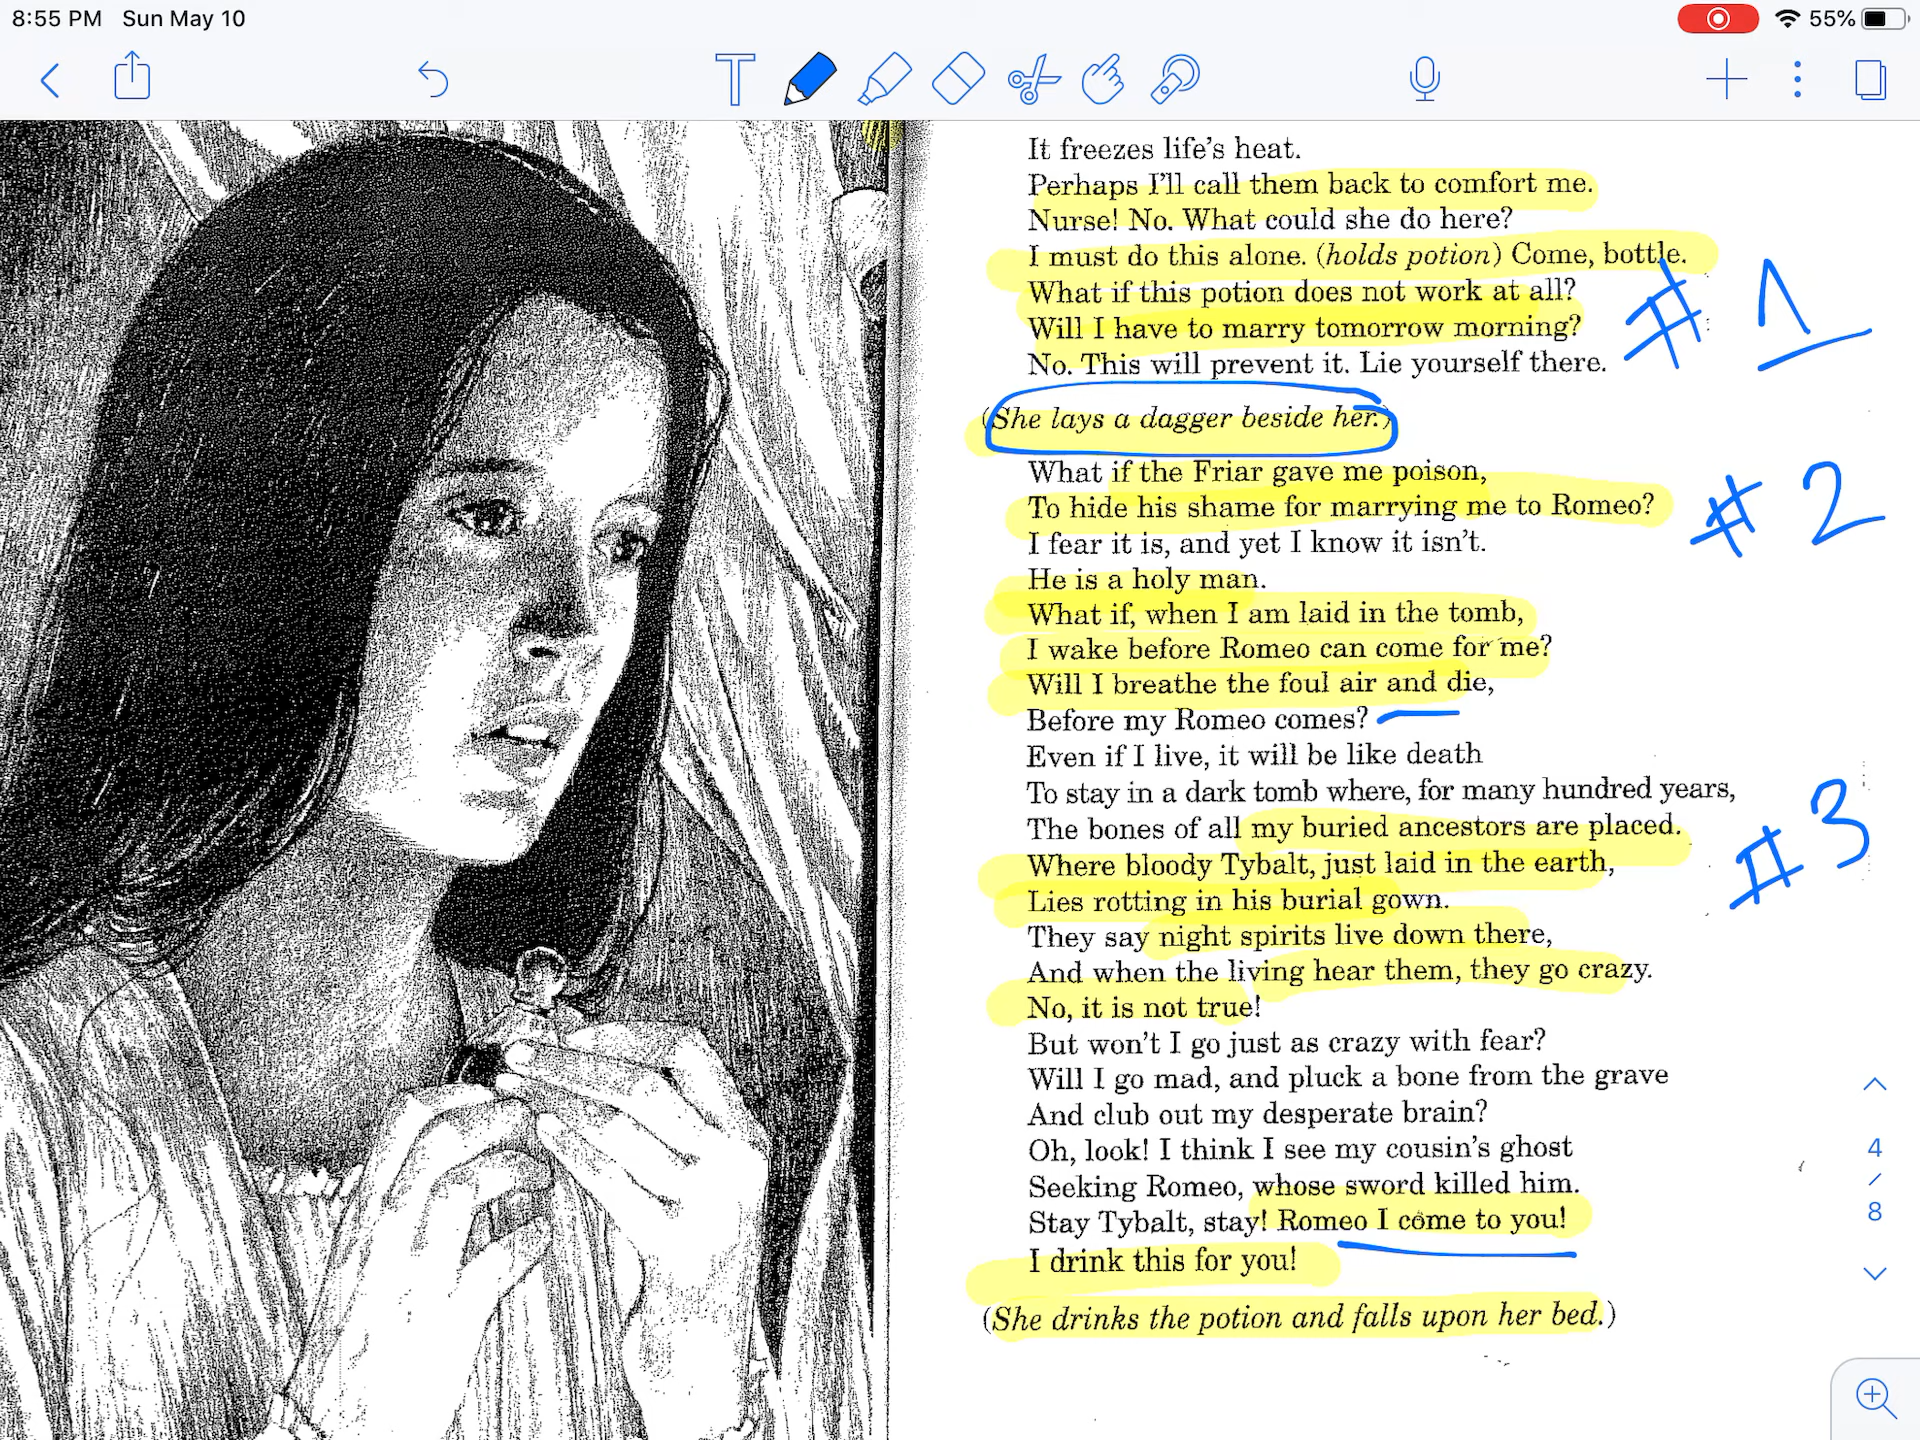 8:55 PM Sun May 10
55%
It freezes life's heat.
Perhaps I'll call them back to comfort me.
Nurse! No. What could she do here?
I must do this alone. (holds potion) Come, bottle.
What if this potion does not work at all?
Will I have to marry tomorrow morning?
No. This will prevent it. Lie yourself there.
# 1
(She lays a dagger beside her.)
What if the Friar gave me poison,
To hide his shame for marrying me to Romeo?
# 2
I fear it is, and yet I know it isn't.
He is a holy man.
What if, when I am laid in the tomb,
I wake before Romeo can come for me?
Will I breathe the foul air and die,
Before my Romeo comes?
Even if I live, it will be like death
To stay in a dark tomb where, for many hundred years,
The bones of all my buried ancestors are placed.
# 3
Where bloody Tybalt, just laid in the earth,
Lies rotting in his burial gown.
They say night spirits live down there,
And when the living hear them, they go crazy.
No, it is not true!
But won't I go just as crazy with fear?
Will I go mad, and pluck a bone from the grave
And club out my desperate brain?
Oh, look! I think I see my cousin's ghost
Seeking Romeo, whose sword killed him.
Stay Tybalt, stay! Romeo I come to you!
I drink this for you!
(She drinks the potion and falls upon her bed.)
4
/
8